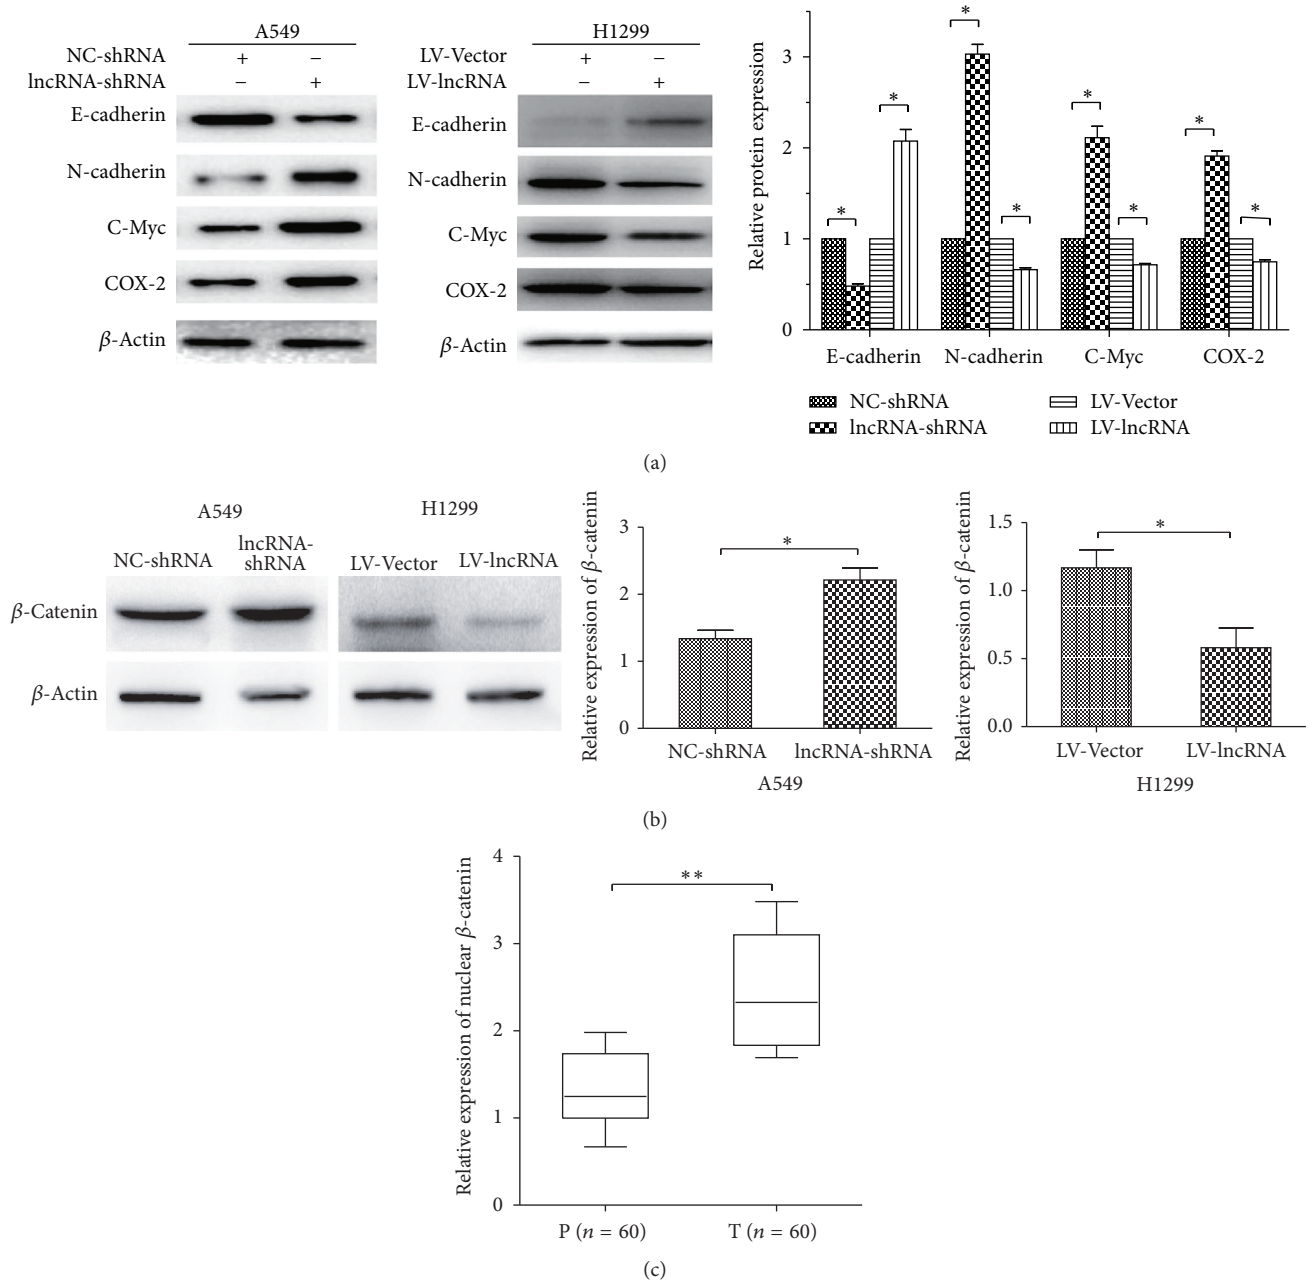 A549
NC-shRNA + −
lncRNA-shRNA − +
E-cadherin
N-cadherin
C-Myc
COX-2
β-Actin
H1299
LV-Vector + −
LV-lncRNA − +
E-cadherin
N-cadherin
C-Myc
COX-2
β-Actin
Relative protein expression
3
2
1
0
* * * * * * * *
E-cadherin N-cadherin C-Myc COX-2
NC-shRNA LV-Vector
lncRNA-shRNA LV-lncRNA
(a)
A549
NC-shRNA
lncRNA-
shRNA
H1299
LV-Vector LV-lncRNA
β-Catenin
β-Actin
Relative expression of β-catenin
3
2
1
0
*
NC-shRNA lncRNA-shRNA
A549
Relative expression of β-catenin
1.5
1.0
0.5
0.0
*
LV-Vector LV-lncRNA
H1299
(b)
Relative expression of nuclear β-catenin
4
3
2
1
0
**
P (n = 60) T (n = 60)
(c)